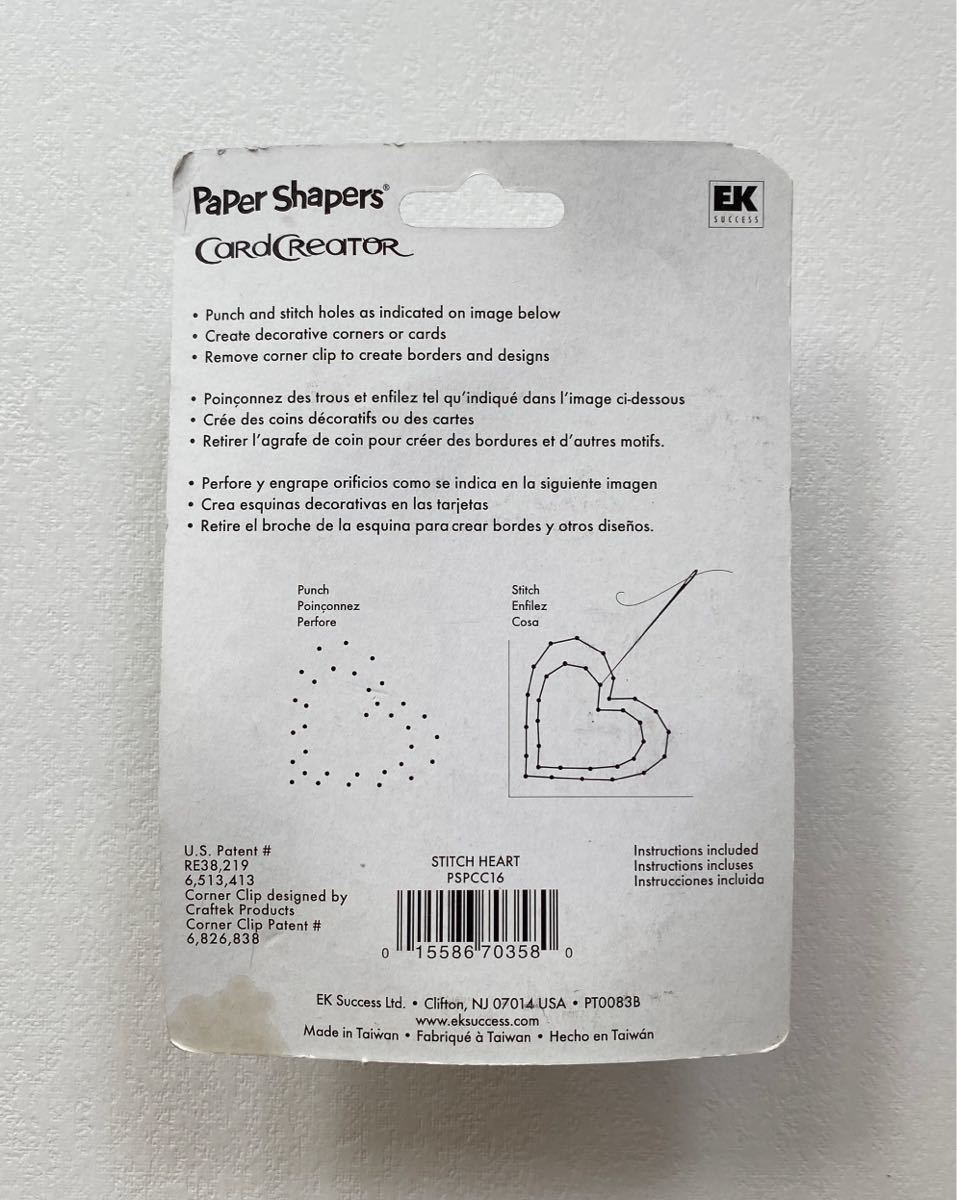 Paper Shapers®
CardCreator
EK
SUCCESS
• Punch and stitch holes as indicated on image below
• Create decorative corners or cards
• Remove corner clip to create borders and designs
• Poinçonnez des trous et enfilez tel qu'indiqué dans l'image ci-dessous
• Crée des coins décoratifs ou des cartes
• Retirer l'agrafe de coin pour créer des bordures et d'autres motifs.
• Perfore y engrape orificios como se indica en la siguiente imagen
• Crea esquinas decorativas en las tarjetas
• Retire el broche de la esquina para crear bordes y otros diseños.
Punch
Poinçonnez
Perfore
Stitch
Enfilez
Cosa
U.S. Patent #
RE38,219
6,513,413
Corner Clip designed by
Craftek Products
Corner Clip Patent #
6,826,838
STITCH HEART
PSPCC16
0 15586 70358 0
Instructions included
Instructions incluses
Instrucciones incluida
EK Success Ltd. • Clifton, NJ 07014 USA • PT0083B
www.eksuccess.com
Made in Taiwan • Fabriqué à Taiwan • Hecho en Taiwán